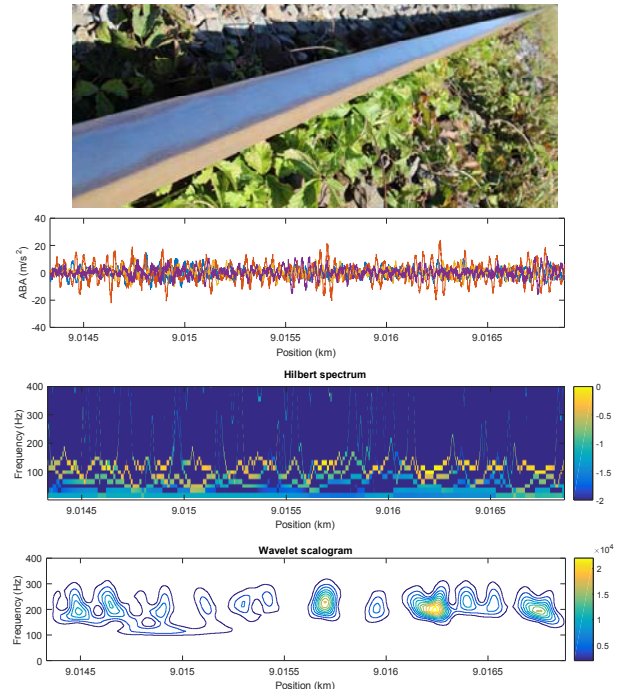 40
20
0
-20
-40
ABA (m/s²)
9.0145 9.015 9.0155 9.016 9.0165
Position (km)
Hilbert spectrum
400
300
200
100
Frequency (Hz)
0
-0.5
-1
-1.5
-2
9.0145 9.015 9.0155 9.016 9.0165
Position (km)
Wavelet scalogram
×10⁴
400
300
200
100
0
Frequency (Hz)
2
1.5
1
0.5
9.0145 9.015 9.0155 9.016 9.0165
Position (km)